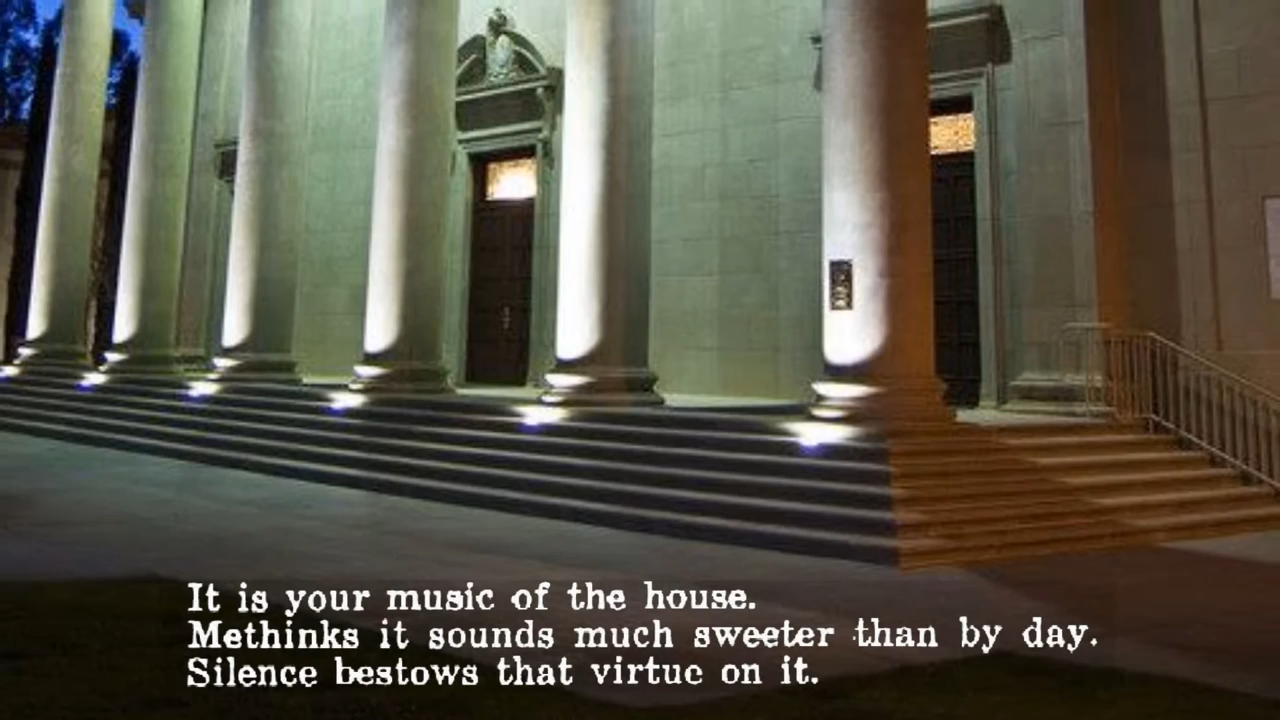 It is your music of the house.
Methinks it sounds much sweeter than by day.
Silence bestows that virtue on it.